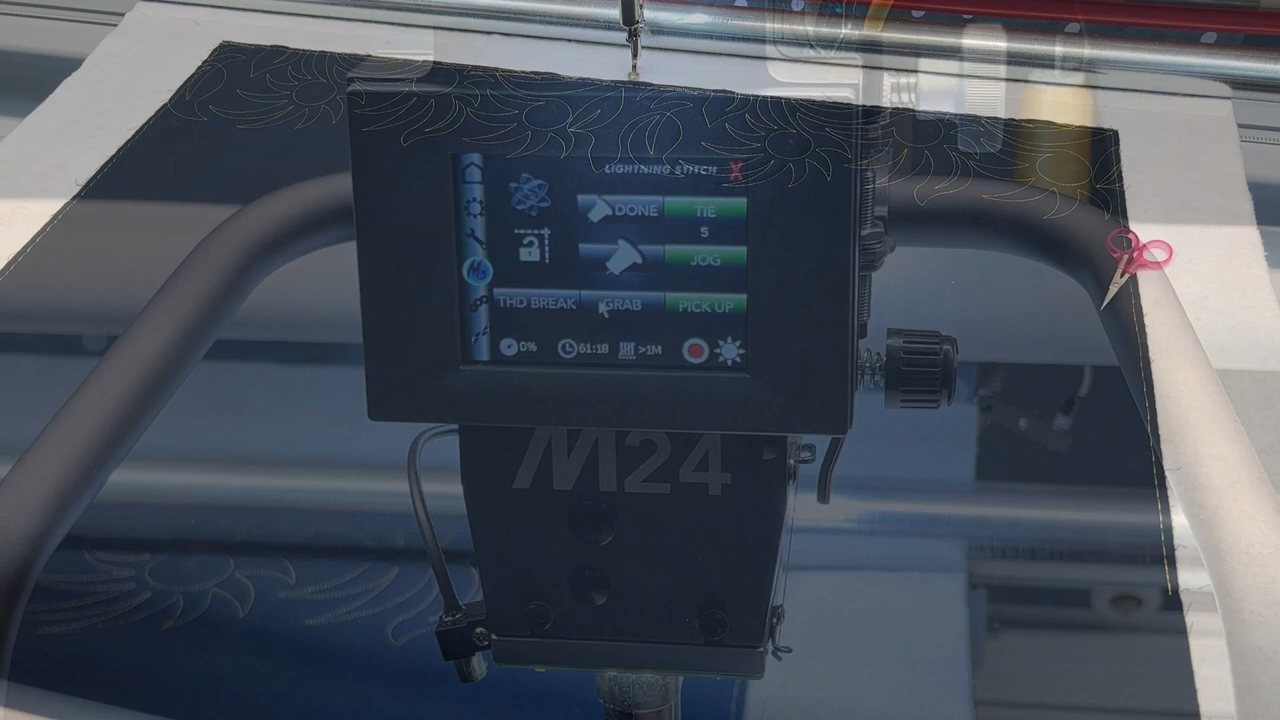 LIGHTNING STITCH X
DONE TIE
5
JOG
THD BREAK GRAB PICK UP
0% 61:18 >1M
M24